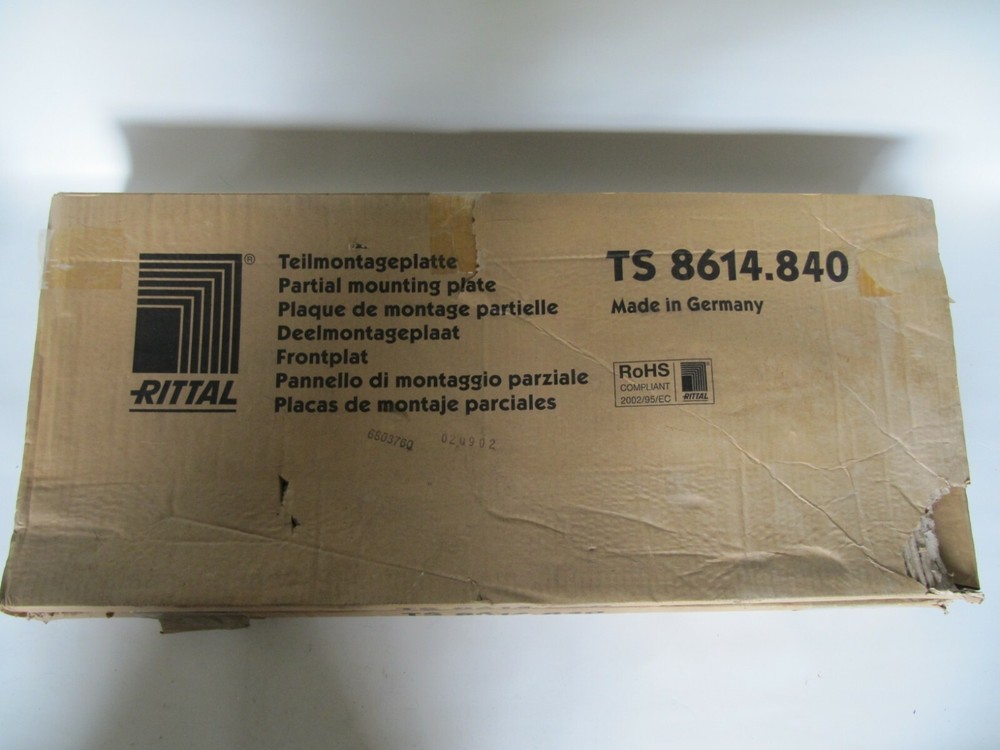 ®
RITTAL
Teilmontageplatte
Partial mounting plate
Plaque de montage partielle
Deelmontageplaat
Frontplat
Pannello di montaggio parziale
Placas de montaje parciales
TS 8614.840
Made in Germany
RoHS
COMPLIANT
2002/95/EC
RITTAL
020902